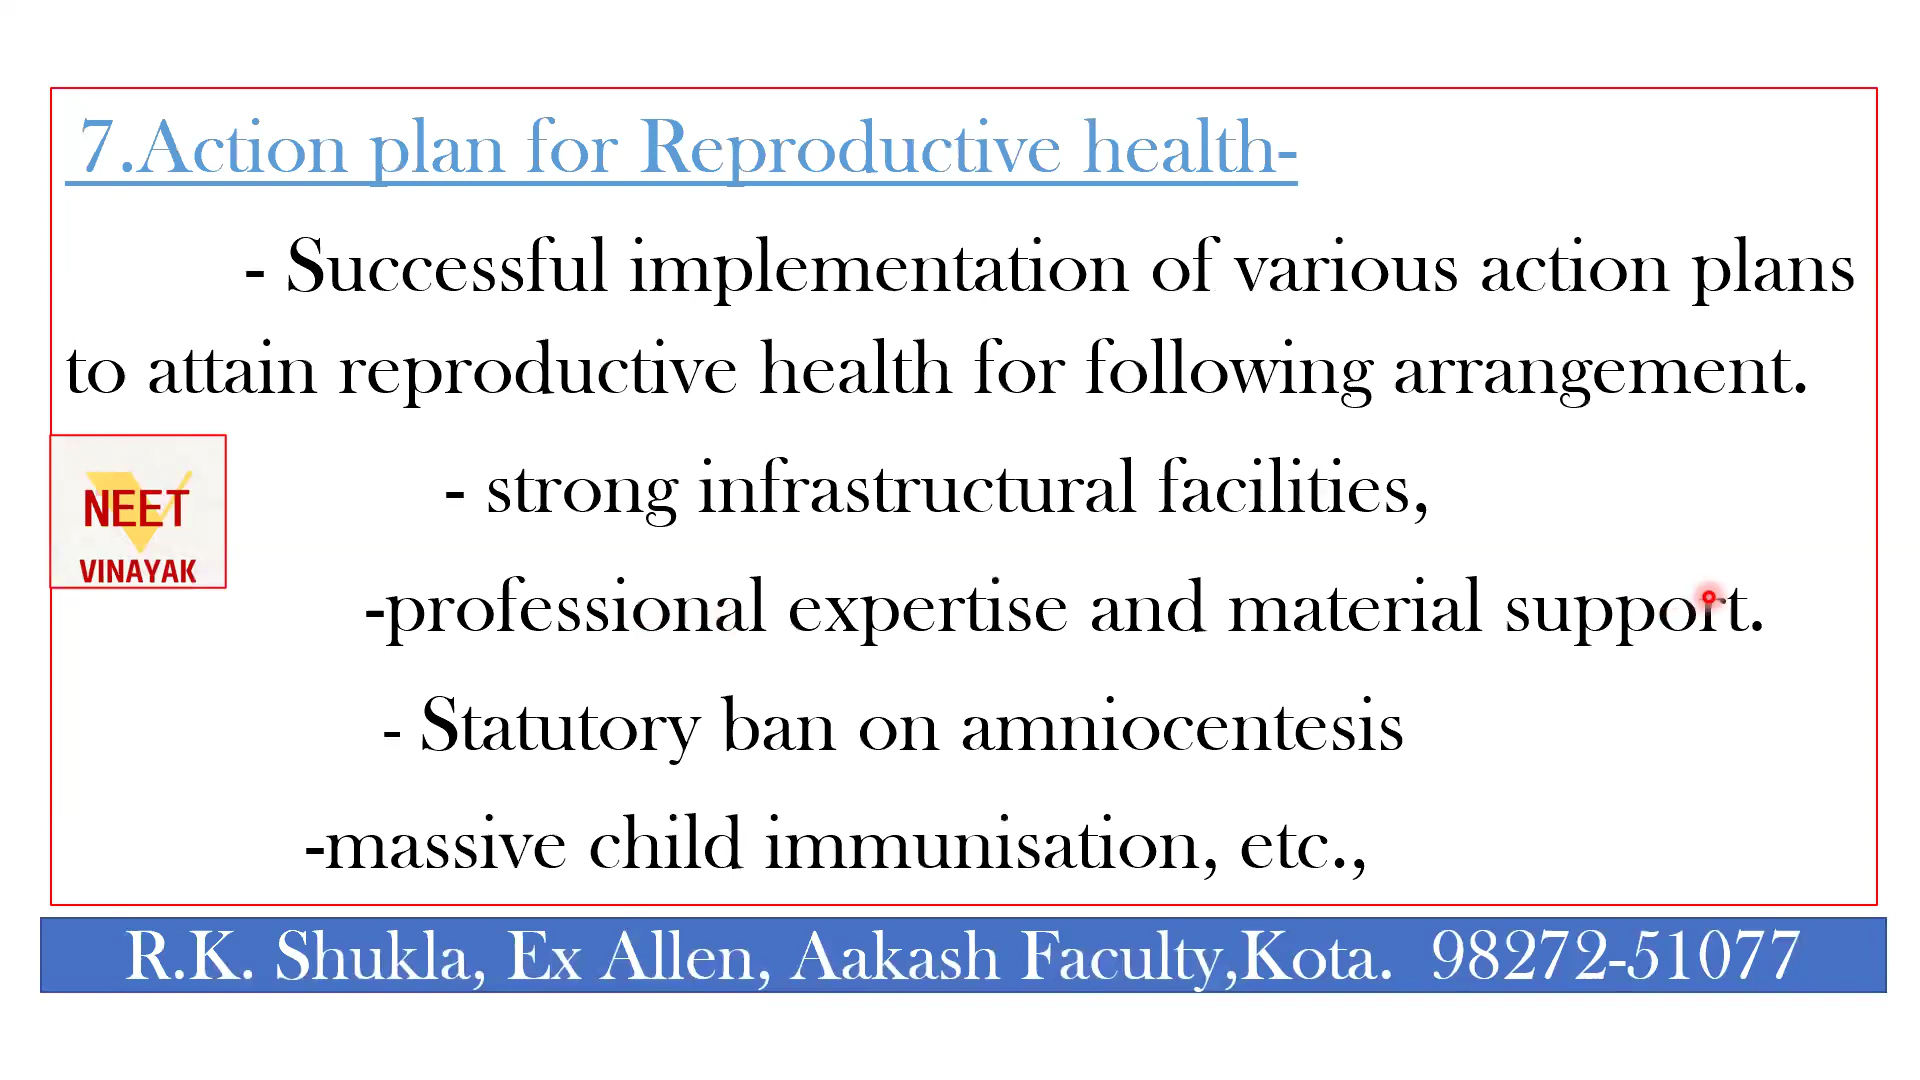 7.Action plan for Reproductive health-
- Successful implementation of various action plans
to attain reproductive health for following arrangement.
- strong infrastructural facilities,
NEET
VINAYAK
-professional expertise and material support.
- Statutory ban on amniocentesis
-massive child immunisation, etc.,
R.K. Shukla, Ex Allen, Aakash Faculty,Kota. 98272-51077